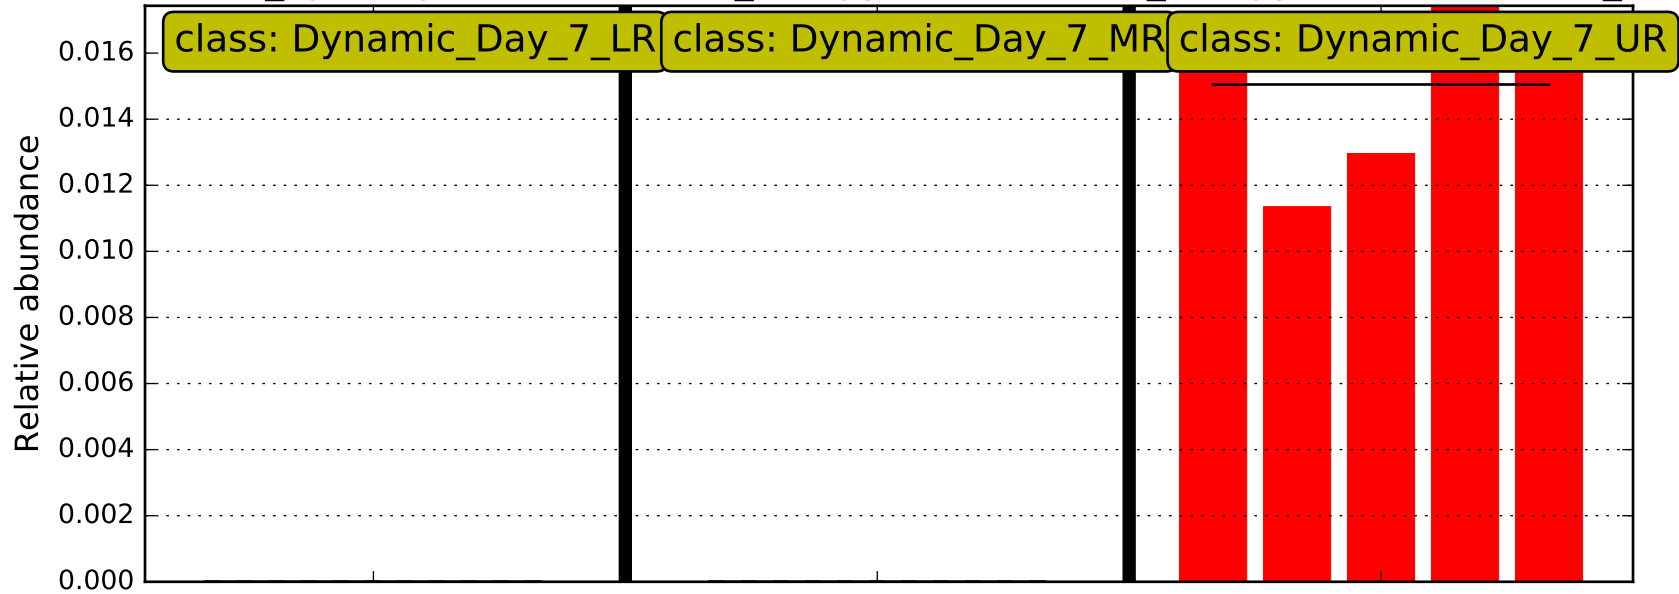 class: Dynamic_Day_7_LR
class: Dynamic_Day_7_MR
class: Dynamic_Day_7_UR
Relative abundance
0.016
0.014
0.012
0.010
0.008
0.006
0.004
0.002
0.000